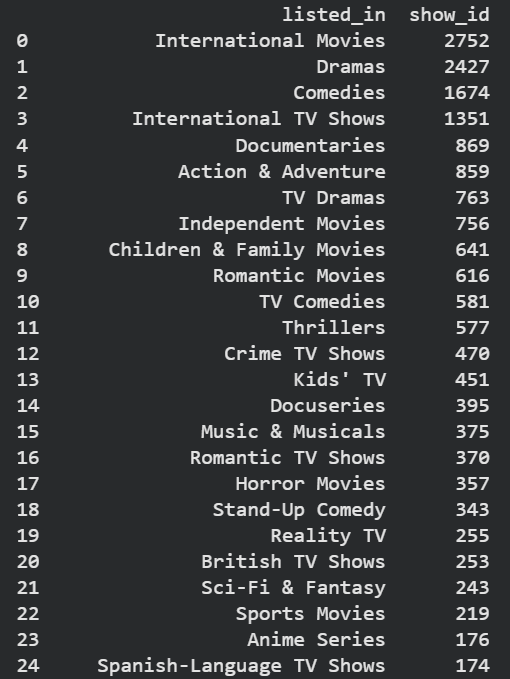 listed_in show_id
0 International Movies 2752
1 Dramas 2427
2 Comedies 1674
3 International TV Shows 1351
4 Documentaries 869
5 Action & Adventure 859
6 TV Dramas 763
7 Independent Movies 756
8 Children & Family Movies 641
9 Romantic Movies 616
10 TV Comedies 581
11 Thrillers 577
12 Crime TV Shows 470
13 Kids' TV 451
14 Docuseries 395
15 Music & Musicals 375
16 Romantic TV Shows 370
17 Horror Movies 357
18 Stand-Up Comedy 343
19 Reality TV 255
20 British TV Shows 253
21 Sci-Fi & Fantasy 243
22 Sports Movies 219
23 Anime Series 176
24 Spanish-Language TV Shows 174